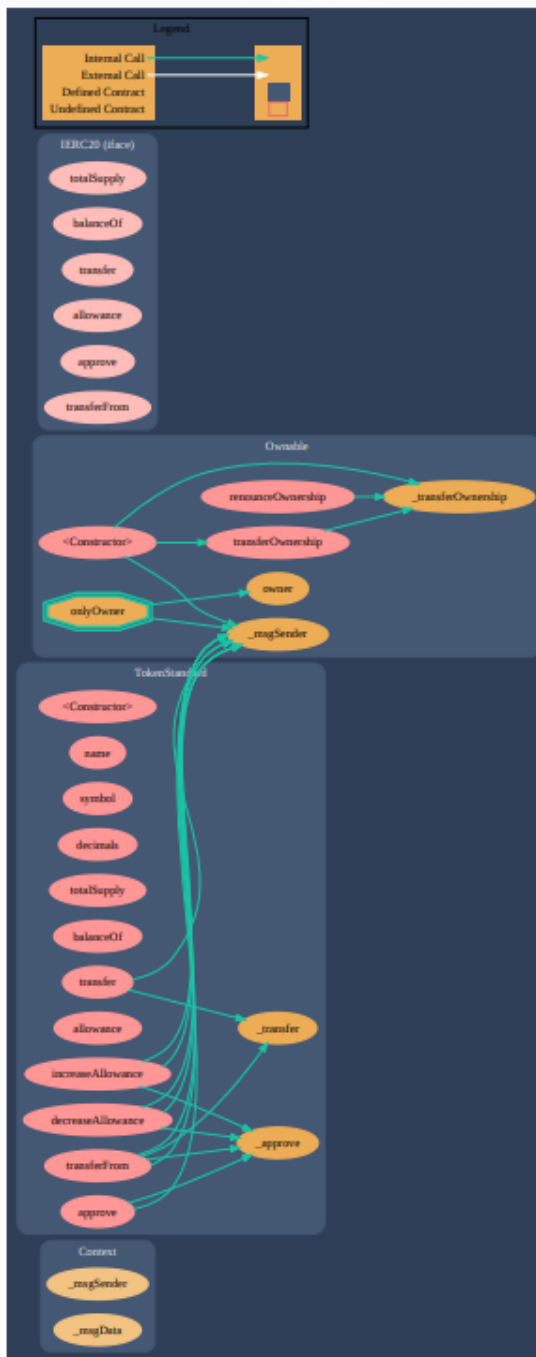 Legend
Internal Call
External Call
Defined Contract
Undefined Contract
IERC20 (iface)
totalSupply
balanceOf
transfer
allowance
approve
transferFrom
Ownable
renounceOwnership
_transferOwnership
<Constructor>
transferOwnership
owner
onlyOwner
_msgSender
TokenStandard
<Constructor>
name
symbol
decimals
totalSupply
balanceOf
transfer
allowance
_transfer
increaseAllowance
decreaseAllowance
_approve
transferFrom
approve
Context
_msgSender
_msgData